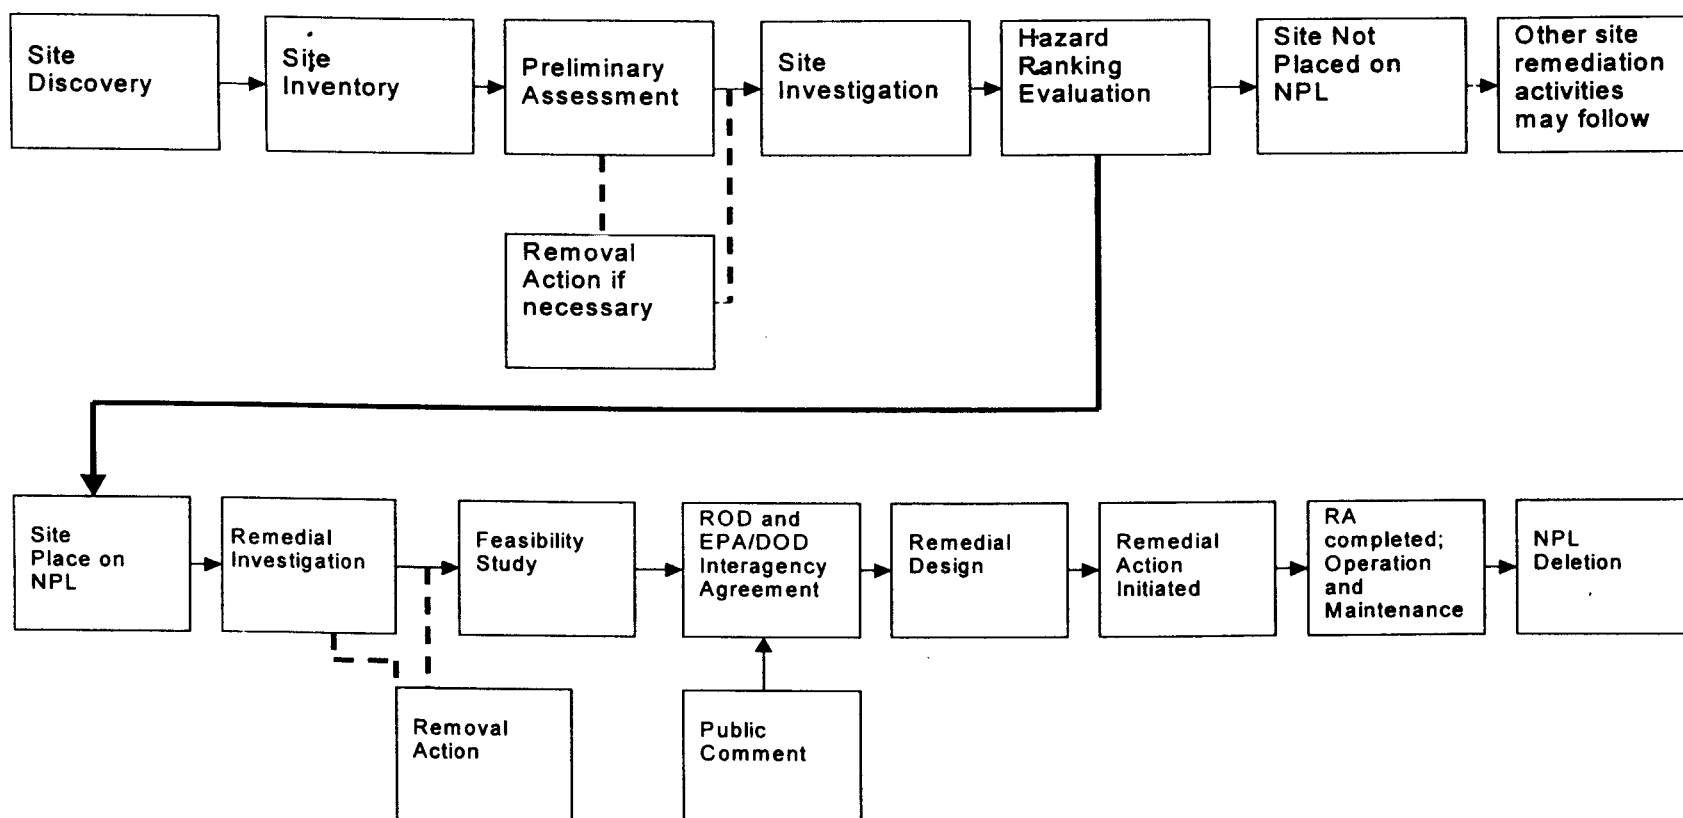 Site
Discovery
Site
Inventory
Preliminary
Assessment
Site
Investigation
Hazard
Ranking
Evaluation
Site Not
Placed on
NPL
Other site
remediation
activities
may follow
Removal
Action if
necessary
Site
Place on
NPL
Remedial
Investigation
Feasibility
Study
ROD and
EPA/DOD
Interagency
Agreement
Remedial
Design
Remedial
Action
Initiated
RA
completed;
Operation
and
Maintenance
NPL
Deletion
Removal
Action
Public
Comment